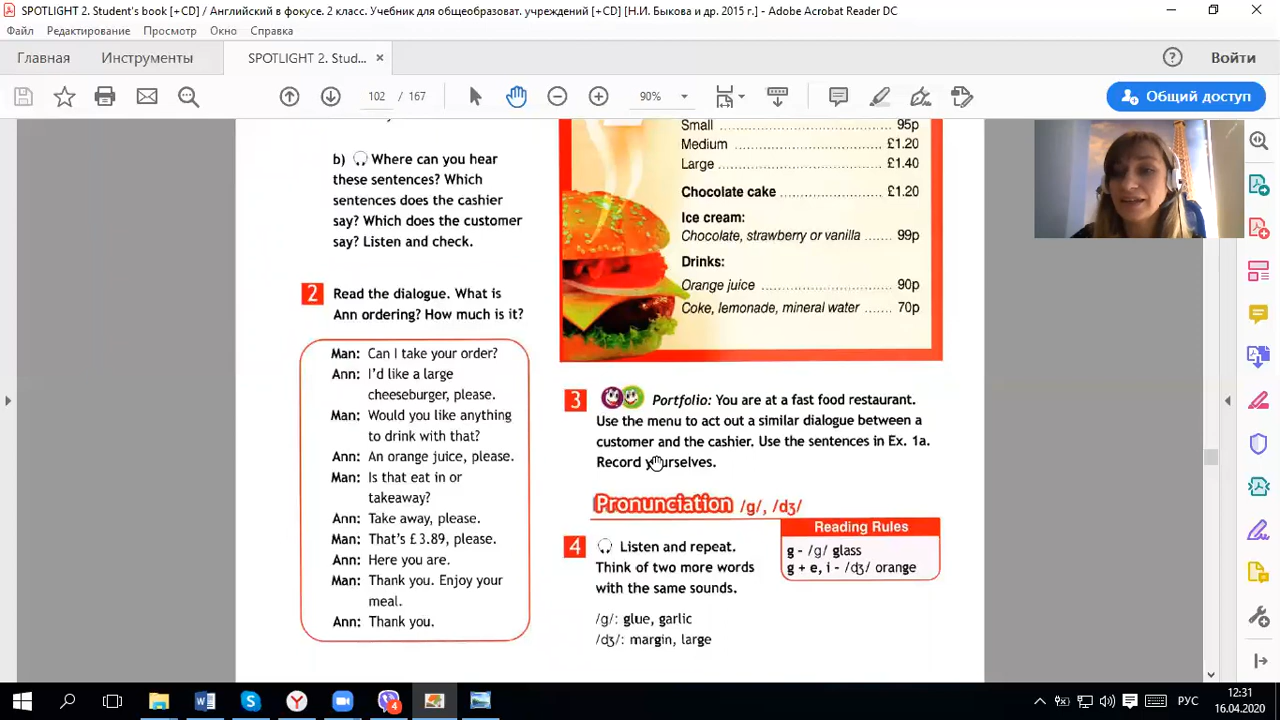 SPOTLIGHT 2. Student's book [+CD] / Английский в фокусе. 2 класс. Учебник для общеобразоват. учреждений [+CD] [Н.И. Быкова и др. 2015 г.] - Adobe Acrobat Reader DC
Файл Редактирование Просмотр Окно Справка
Главная Инструменты SPOTLIGHT 2. Stud... × Войти
102 / 167 90% Общий доступ
b) Where can you hear
these sentences? Which
sentences does the cashier
say? Which does the customer
say? Listen and check.
2 Read the dialogue. What is
Ann ordering? How much is it?
Man: Can I take your order?
Ann: I'd like a large
cheeseburger, please.
Man: Would you like anything
to drink with that?
Ann: An orange juice, please.
Man: Is that eat in or
takeaway?
Ann: Take away, please.
Man: That's £3.89, please.
Ann: Here you are.
Man: Thank you. Enjoy your
meal.
Ann: Thank you.
Small ........ 95p
Medium ........ £1.20
Large ........ £1.40
Chocolate cake ........ £1.20
Ice cream:
Chocolate, strawberry or vanilla ...... 99p
Drinks:
Orange juice ........ 90p
Coke, lemonade, mineral water ....... 70p
3 Portfolio: You are at a fast food restaurant.
Use the menu to act out a similar dialogue between a
customer and the cashier. Use the sentences in Ex. 1a.
Record yourselves.
Pronunciation /g/, /dʒ/
Reading Rules
g - /g/ glass
g + e, i - /dʒ/ orange
4 Listen and repeat.
Think of two more words
with the same sounds.
/g/: glue, garlic
/dʒ/: margin, large
4
РУС
12:31
16.04.2020